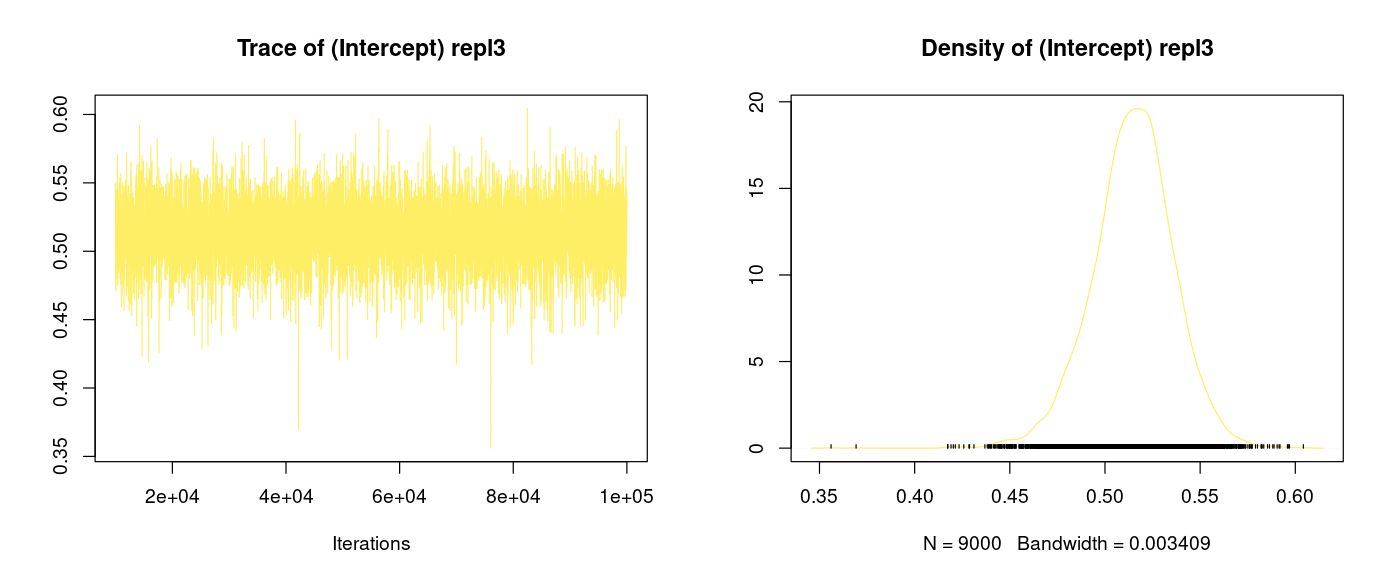 Trace of (Intercept) repl3
0.60
0.55
0.50
0.45
0.40
0.35
2e+04 4e+04 6e+04 8e+04 1e+05
Iterations
Density of (Intercept) repl3
20
15
10
5
0
0.35 0.40 0.45 0.50 0.55 0.60
N = 9000 Bandwidth = 0.003409